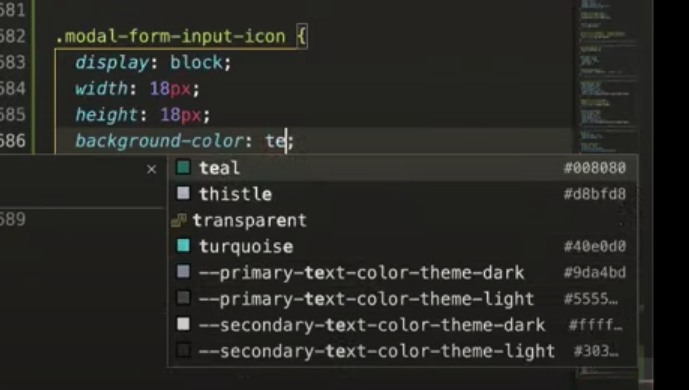 581
582 .modal-form-input-icon {
583 display: block;
584 width: 18px;
585 height: 18px;
586 background-color: te;
× teal #008080
thistle #d8bfd8
589 transparent
turquoise #40e0d0
--primary-text-color-theme-dark #9da4bd
--primary-text-color-theme-light #5555…
--secondary-text-color-theme-dark #ffff…
--secondary-text-color-theme-light #303…